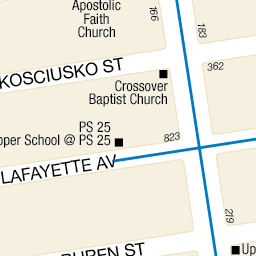 Apostolic
Faith
Church
166
183
KOSCIUSKO ST
362
Crossover
Baptist Church
PS 25
pper School @ PS 25
823
LAFAYETTE AV
219
BUREN ST
Up